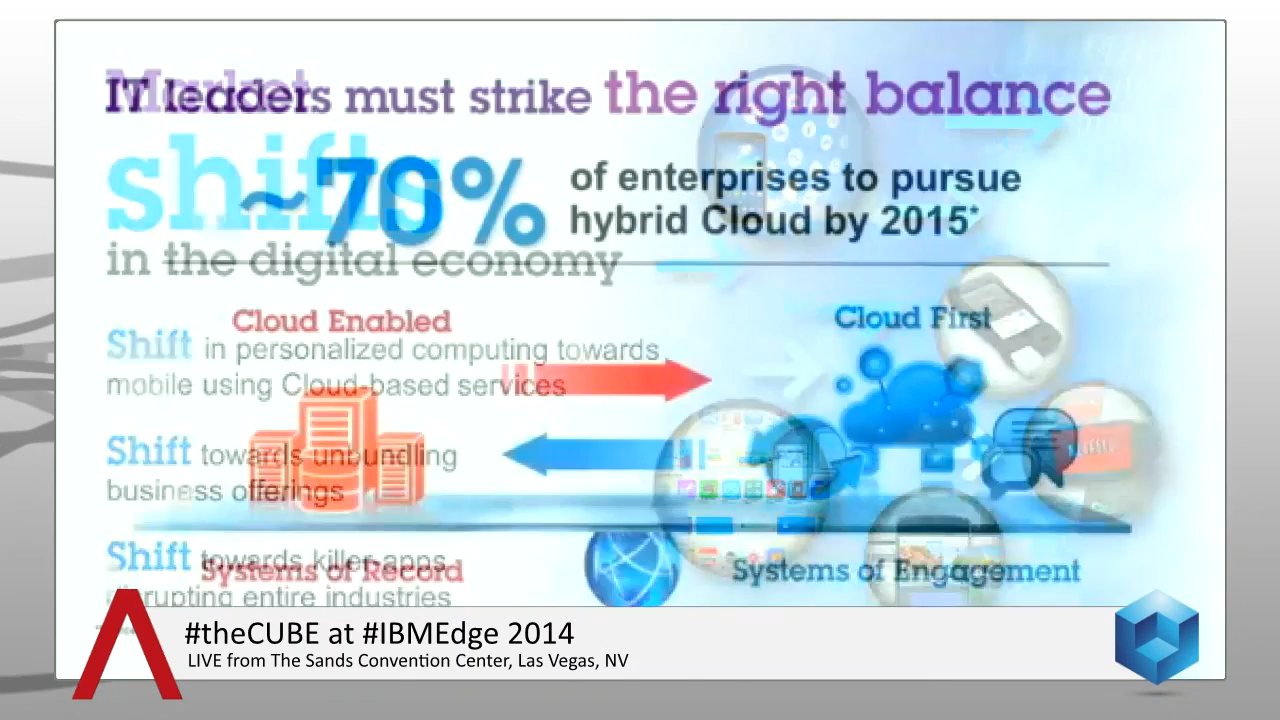 IT leaders must strike the right balance
Market
shifts
~70%
of enterprises to pursue
hybrid Cloud by 2015*
in the digital economy
Cloud Enabled
Cloud First
Shift in personalized computing towards
mobile using Cloud-based services
Shift towards unbundling
business offerings
Shift towards killer apps
disrupting entire industries
Systems of Record
Systems of Engagement
#theCUBE at #IBMEdge 2014
LIVE from The Sands Convention Center, Las Vegas, NV